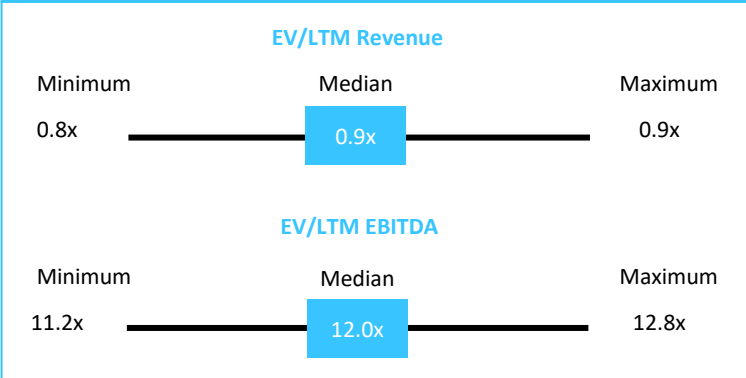 EV/LTM Revenue
Minimum Median Maximum
0.8x 0.9x 0.9x
EV/LTM EBITDA
Minimum Median Maximum
11.2x 12.0x 12.8x